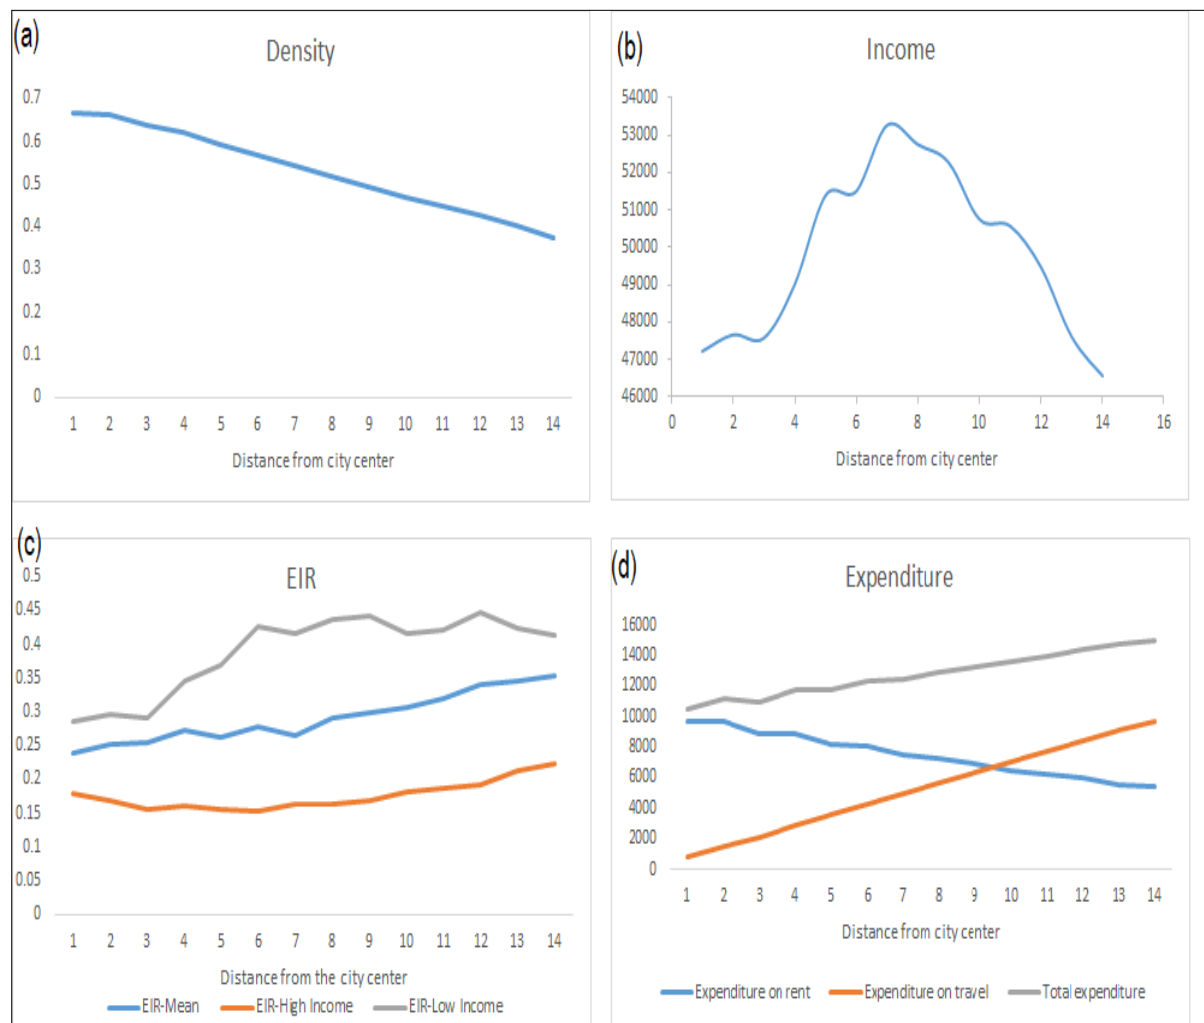 (a)
Density
0.7
0.6
0.5
0.4
0.3
0.2
0.1
0
1 2 3 4 5 6 7 8 9 10 11 12 13 14
Distance from city center
(b)
Income
54000
53000
52000
51000
50000
49000
48000
47000
46000
0 2 4 6 8 10 12 14 16
Distance from city center
(c)
EIR
0.5
0.45
0.4
0.35
0.3
0.25
0.2
0.15
0.1
0.05
0
1 2 3 4 5 6 7 8 9 10 11 12 13 14
Distance from the city center
EIR-Mean EIR-High Income EIR-Low Income
(d)
Expenditure
16000
14000
12000
10000
8000
6000
4000
2000
0
1 2 3 4 5 6 7 8 9 10 11 12 13 14
Distance from city center
Expenditure on rent Expenditure on travel Total expenditure